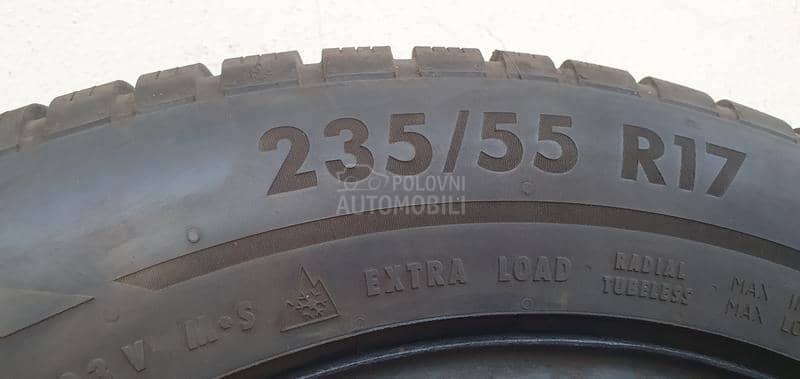 235/55 R17
POLOVNI
AUTOMOBILI
V M•S EXTRA LOAD RADIAL
TUBELESS
MAX
MAX